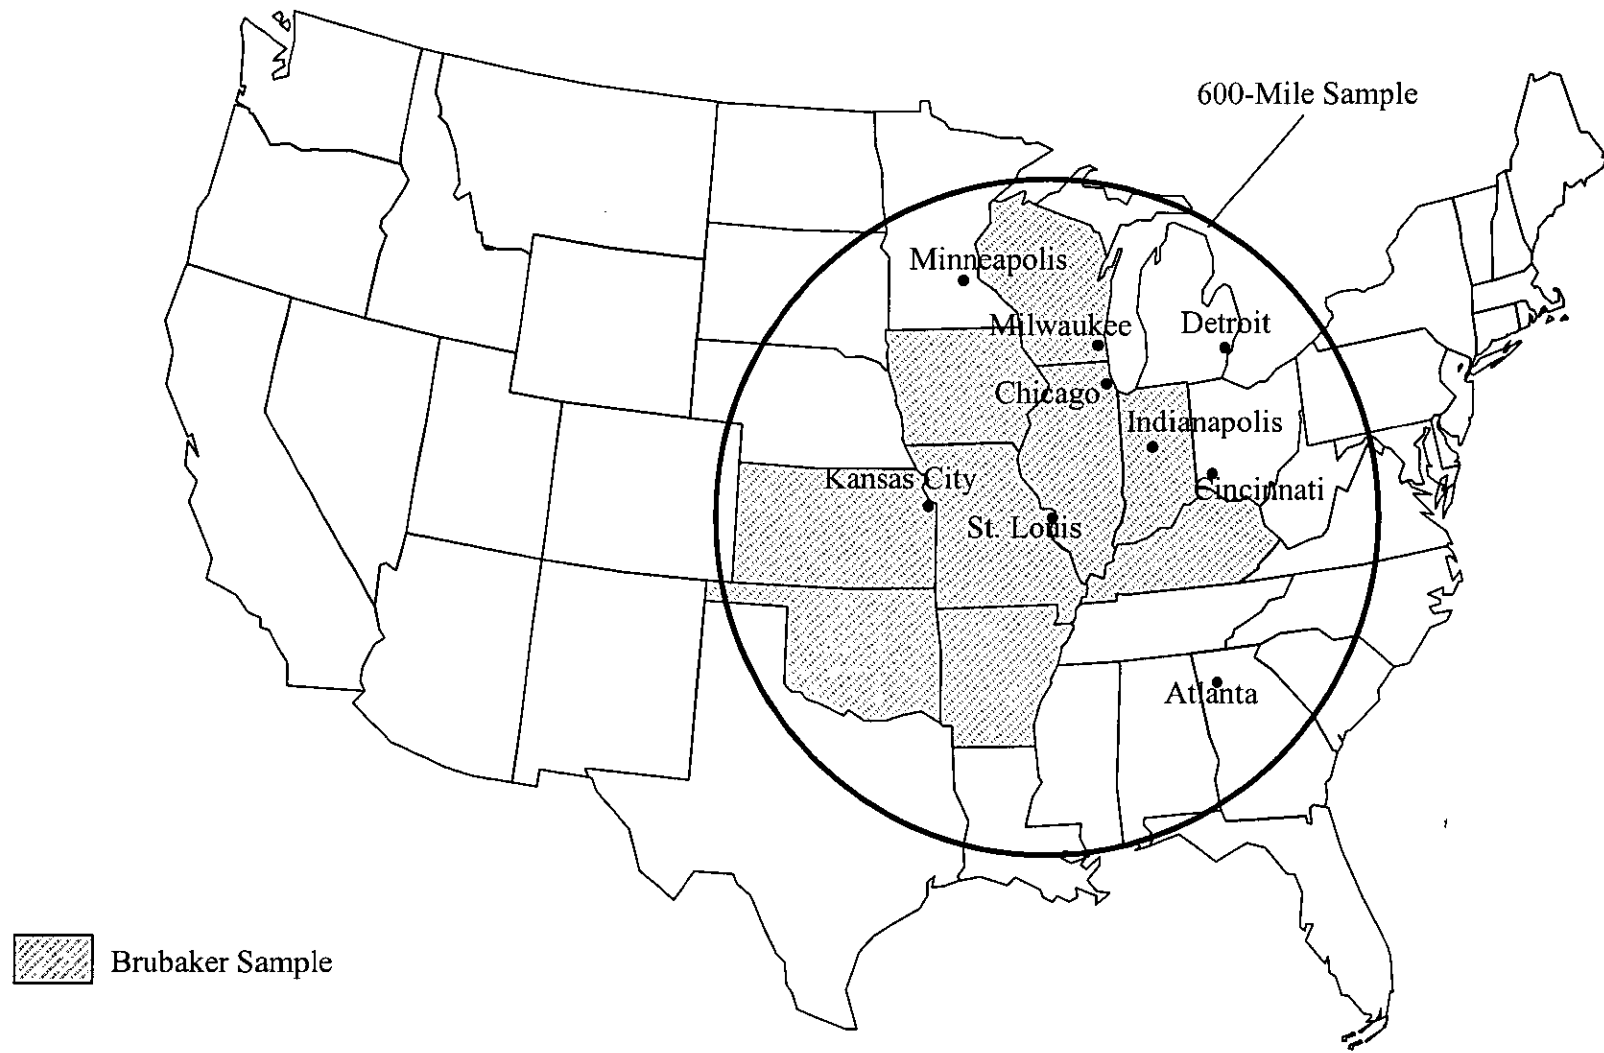 600-Mile Sample
Minneapolis
Milwaukee
Detroit
Chicago
Indianapolis
Kansas City
Cincinnati
St. Louis
Atlanta
Brubaker Sample